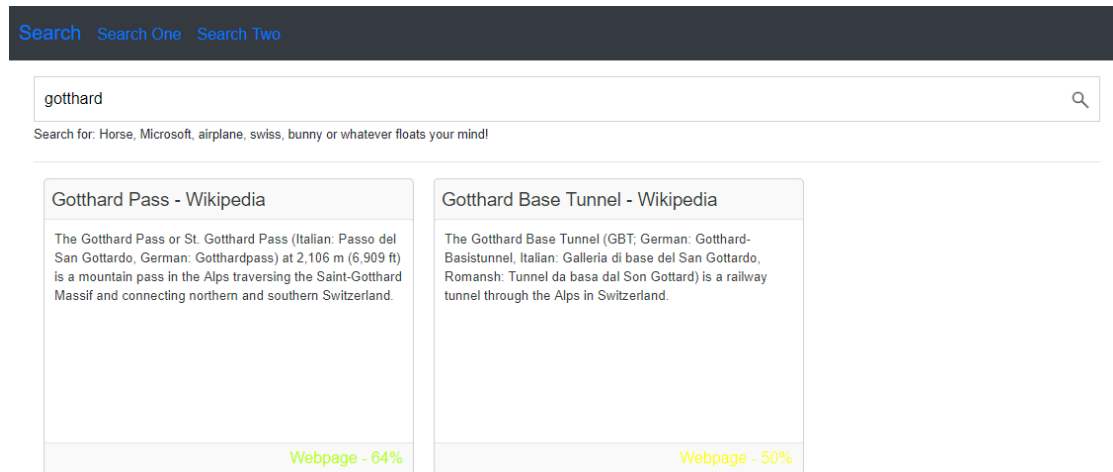 Search Search One Search Two
gotthard
Search for: Horse, Microsoft, airplane, swiss, bunny or whatever floats your mind!
Gotthard Pass - Wikipedia
The Gotthard Pass or St. Gotthard Pass (Italian: Passo del
San Gottardo, German: Gotthardpass) at 2,106 m (6,909 ft)
is a mountain pass in the Alps traversing the Saint-Gotthard
Massif and connecting northern and southern Switzerland.
Webpage - 64%
Gotthard Base Tunnel - Wikipedia
The Gotthard Base Tunnel (GBT; German: Gotthard-
Basistunnel, Italian: Galleria di base del San Gottardo,
Romansh: Tunnel da basa dal Son Gottard) is a railway
tunnel through the Alps in Switzerland.
Webpage - 50%